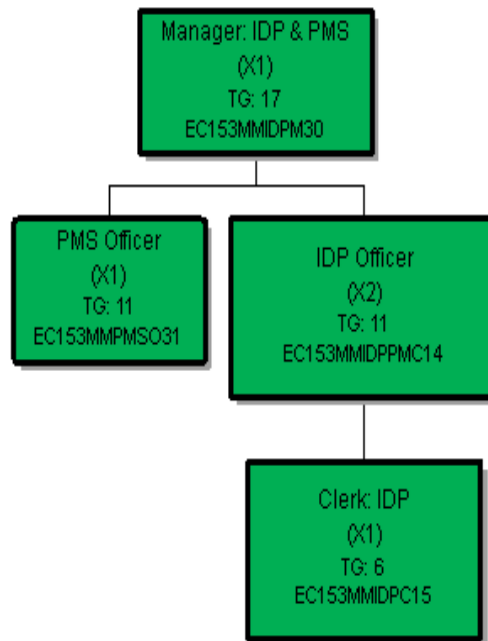 Manager: IDP & PMS
(X1)
TG: 17
EC153MMIDPM30
PMS Officer
(X1)
TG: 11
EC153MMPMSO31
IDP Officer
(X2)
TG: 11
EC153MMIDPPMC14
Clerk: IDP
(X1)
TG: 6
EC153MMIDPC15